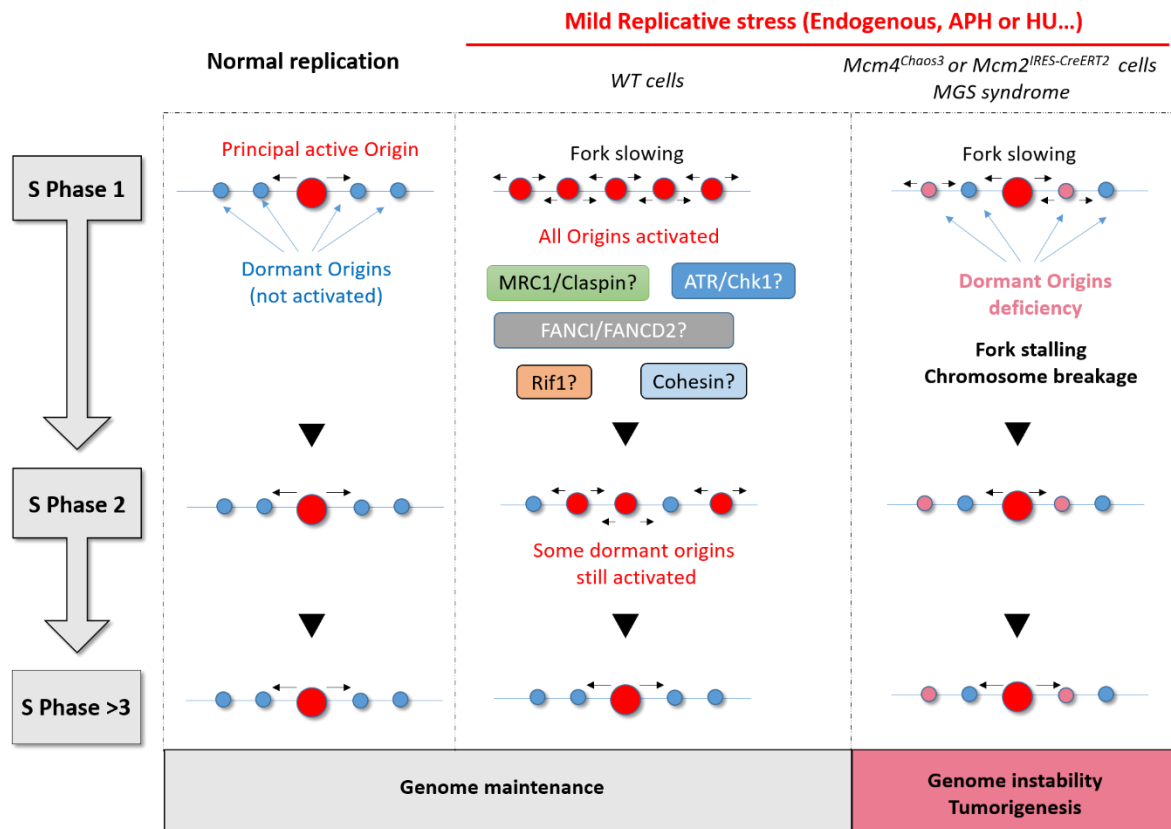 Mild Replicative stress (Endogenous, APH or HU…)
Normal replication
WT cells
Mcm4Chaos3 or Mcm2IRES-CreERT2 cells
MGS syndrome
S Phase 1
Principal active Origin
Dormant Origins
(not activated)
Fork slowing
All Origins activated
MRC1/Claspin?
ATR/Chk1?
FANCI/FANCD2?
Rif1?
Cohesin?
Fork slowing
Dormant Origins
deficiency
Fork stalling
Chromosome breakage
S Phase 2
Some dormant origins
still activated
S Phase >3
Genome maintenance
Genome instability
Tumorigenesis